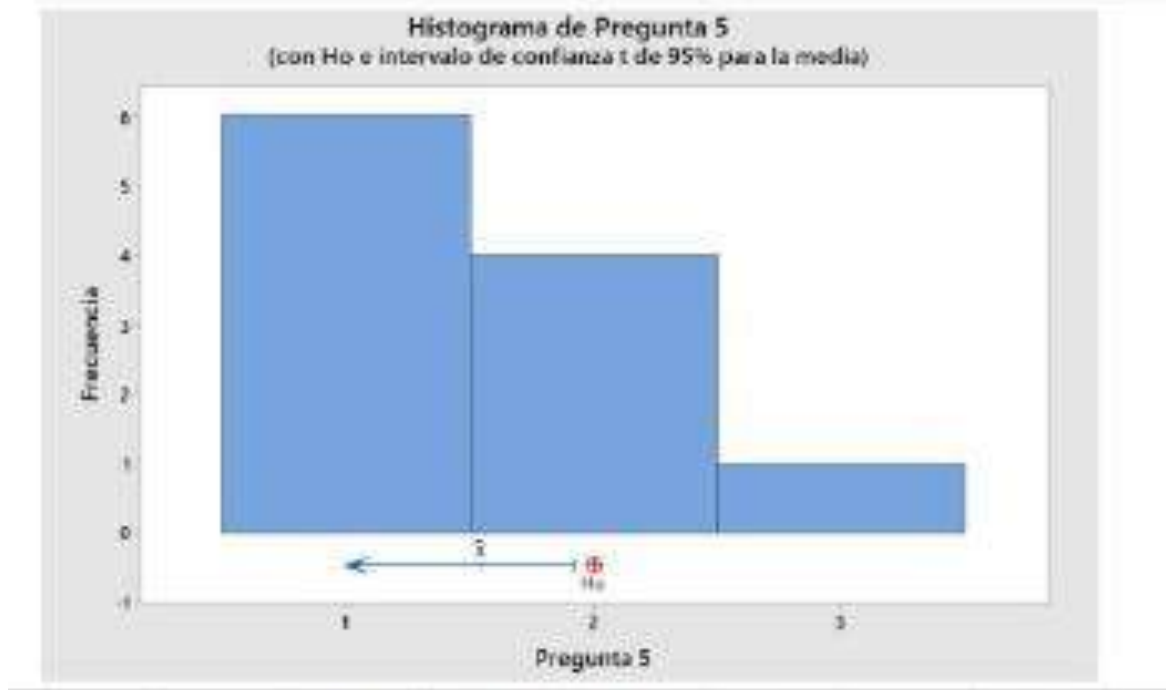 Histograma de Pregunta 5
(con Ho e intervalo de confianza t de 95% para la media)
Frecuencia
6
5
4
3
2
1
0
-1
Ho
1
2
3
Pregunta 5